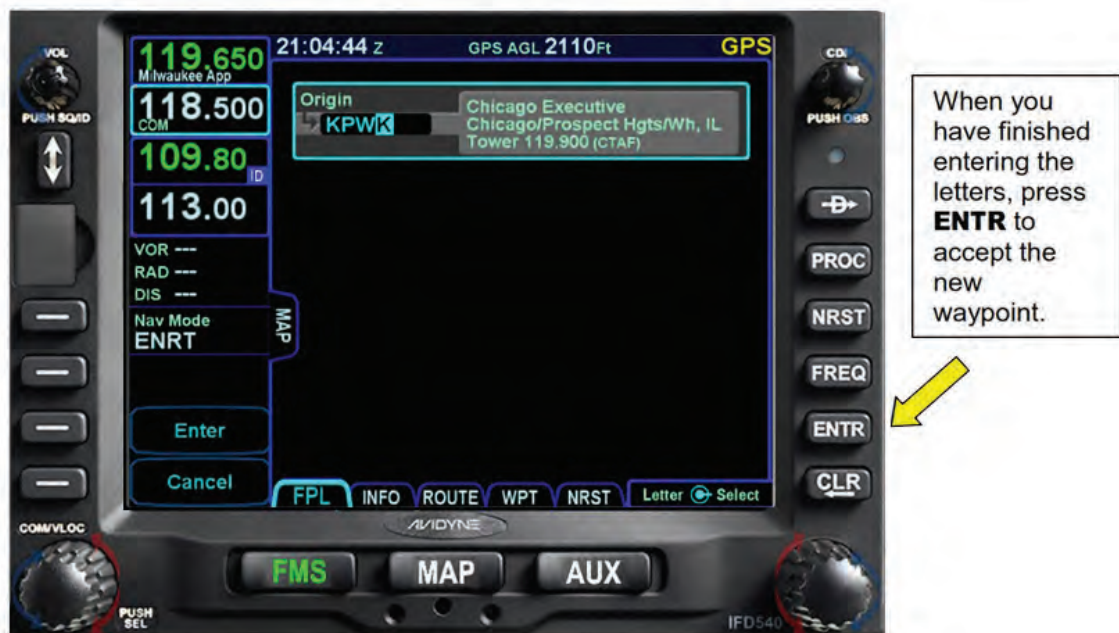 VOL
PUSH SQ/ID
119.650
Milwaukee App
118.500
COM
109.80
ID
113.00
VOR ---
RAD ---
DIS ---
Nav Mode
ENRT
Enter
Cancel
COM/VLOC
PUSH
SEL
21:04:44 Z GPS AGL 2110Ft GPS
Origin
KPWK
Chicago Executive
Chicago/Prospect Hgts/Wh, IL
Tower 119.900 (CTAF)
MAP
FPL INFO ROUTE WPT NRST Letter Select
AVIDYNE
FMS MAP AUX
IFD540
CDI
PUSH OBS
D
PROC
NRST
FREQ
ENTR
CLR
When you
have finished
entering the
letters, press
ENTR to
accept the
new
waypoint.